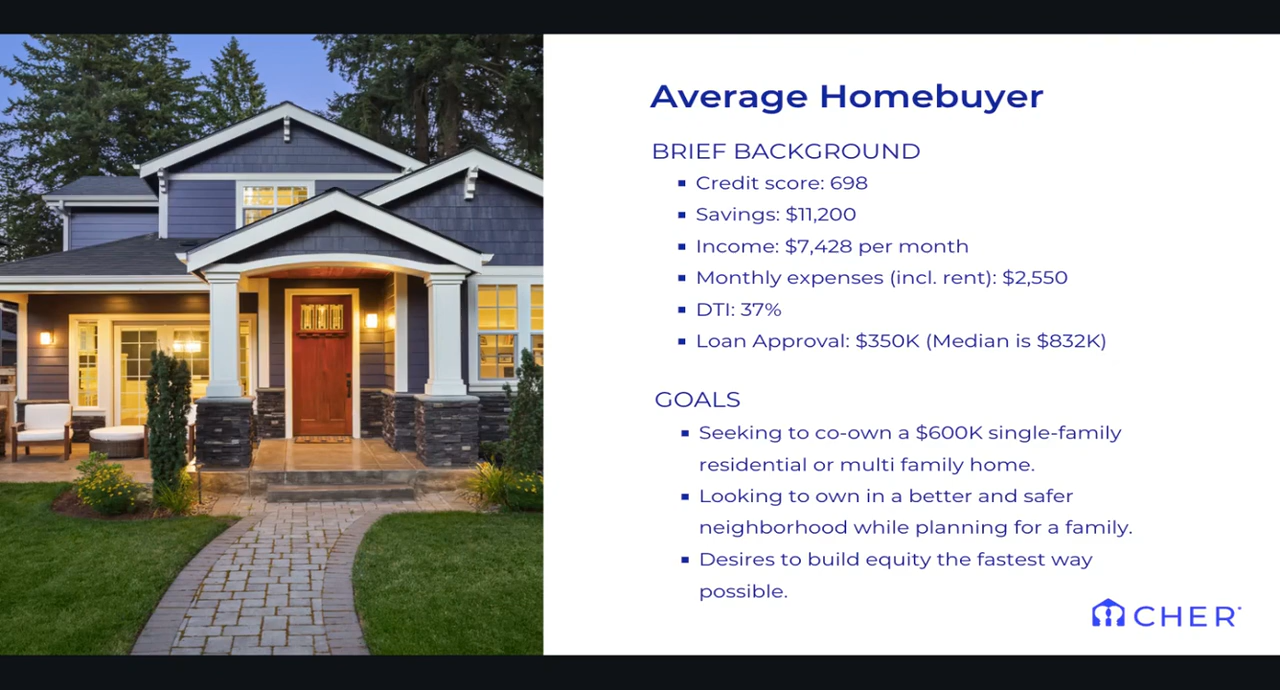 Average Homebuyer
BRIEF BACKGROUND
▪ Credit score: 698
▪ Savings: $11,200
▪ Income: $7,428 per month
▪ Monthly expenses (incl. rent): $2,550
▪ DTI: 37%
▪ Loan Approval: $350K (Median is $832K)
GOALS
▪ Seeking to co-own a $600K single-family
residential or multi family home.
▪ Looking to own in a better and safer
neighborhood while planning for a family.
▪ Desires to build equity the fastest way
possible.
CHER